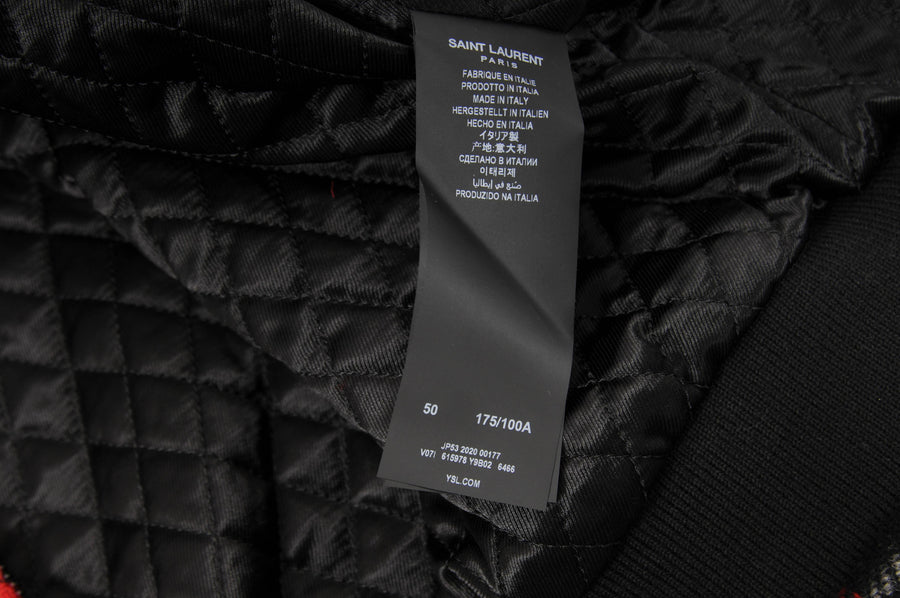 SAINT LAURENT
PARIS
FABRIQUE EN ITALIE
PRODOTTO IN ITALIA
MADE IN ITALY
HERGESTELLT IN ITALIEN
HECHO EN ITALIA
イタリア製
产地:意大利
СДЕЛАНО В ИТАЛИИ
이태리제
صُنع في إيطاليا
PRODUZIDO NA ITALIA
50 175/100A
JP53 2020 00177
V07I 615978 Y9B02 6466
YSL.COM